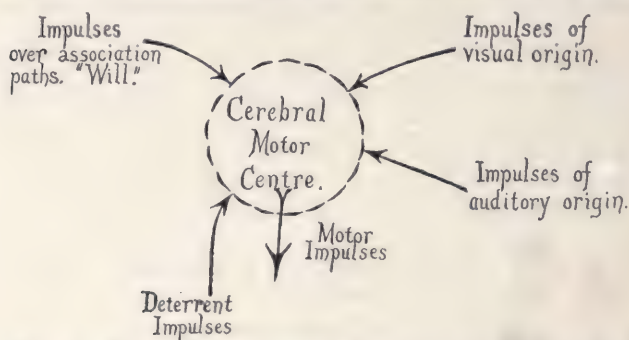 Impulses
over association
paths. "Will."
Impulses of
visual origin.
Cerebral
Motor
Centre.
Impulses of
auditory origin.
Motor
Impulses
Deterrent
Impulses